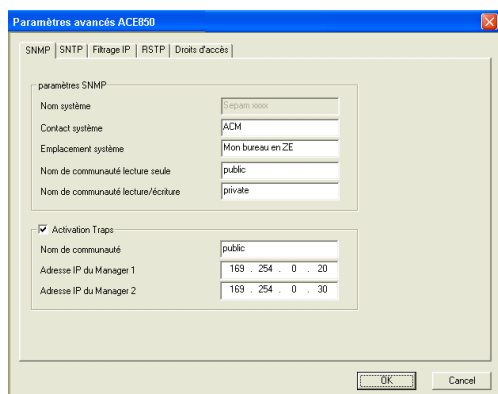 Paramètres avancés ACE850
SNMP SNTP Filtrage IP RSTP Droits d'accès
paramètres SNMP
Nom système Sepam xxxx
Contact système ACM
Emplacement système Mon bureau en ZE
Nom de communauté lecture seule public
Nom de communauté lecture/écriture private
Activation Traps
Nom de communauté public
Adresse IP du Manager 1 169 . 254 . 0 . 20
Adresse IP du Manager 2 169 . 254 . 0 . 30
OK Cancel